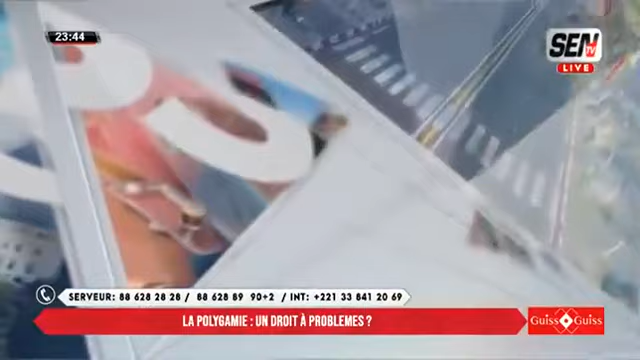 23:44
SEN TV
LIVE
SERVEUR: 88 628 28 28 / 88 628 89 90+2 / INT: +221 33 841 20 69
LA POLYGAMIE : UN DROIT À PROBLEMES ?
Guiss Guiss